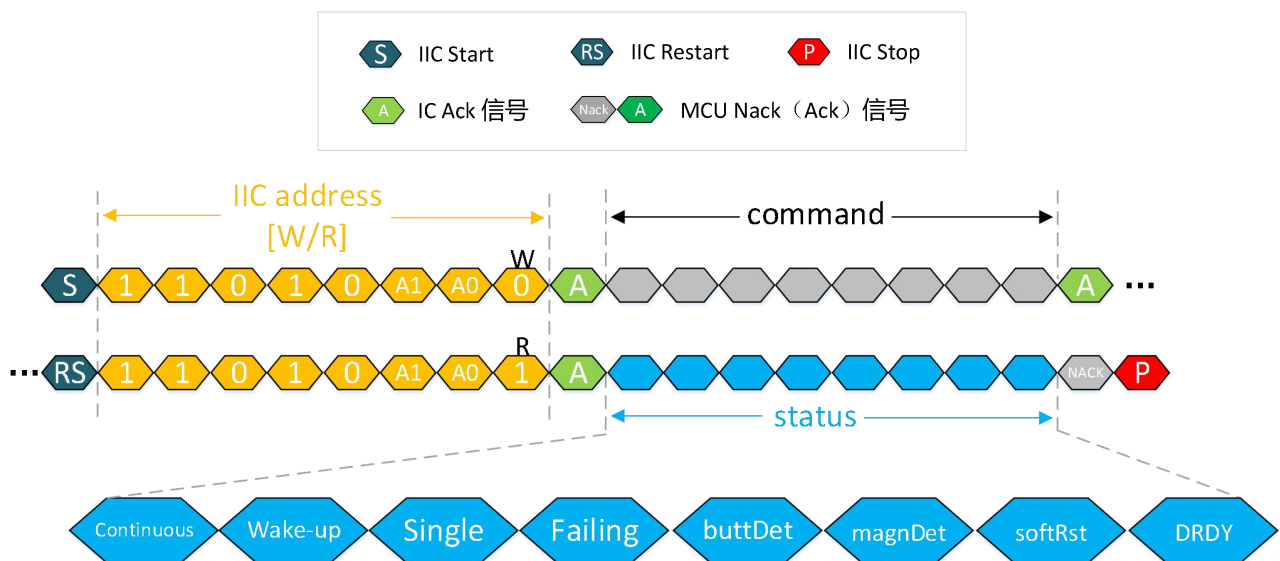 S IIC Start RS IIC Restart P IIC Stop
A IC Ack 信号 Nack A MCU Nack（Ack）信号
IIC address
[W/R]
command
W
S 1 1 0 1 0 A1 A0 0 A A ...
R
...RS 1 1 0 1 0 A1 A0 1 A NACK P
status
Continuous Wake-up Single Failing buttDet magnDet softRst DRDY